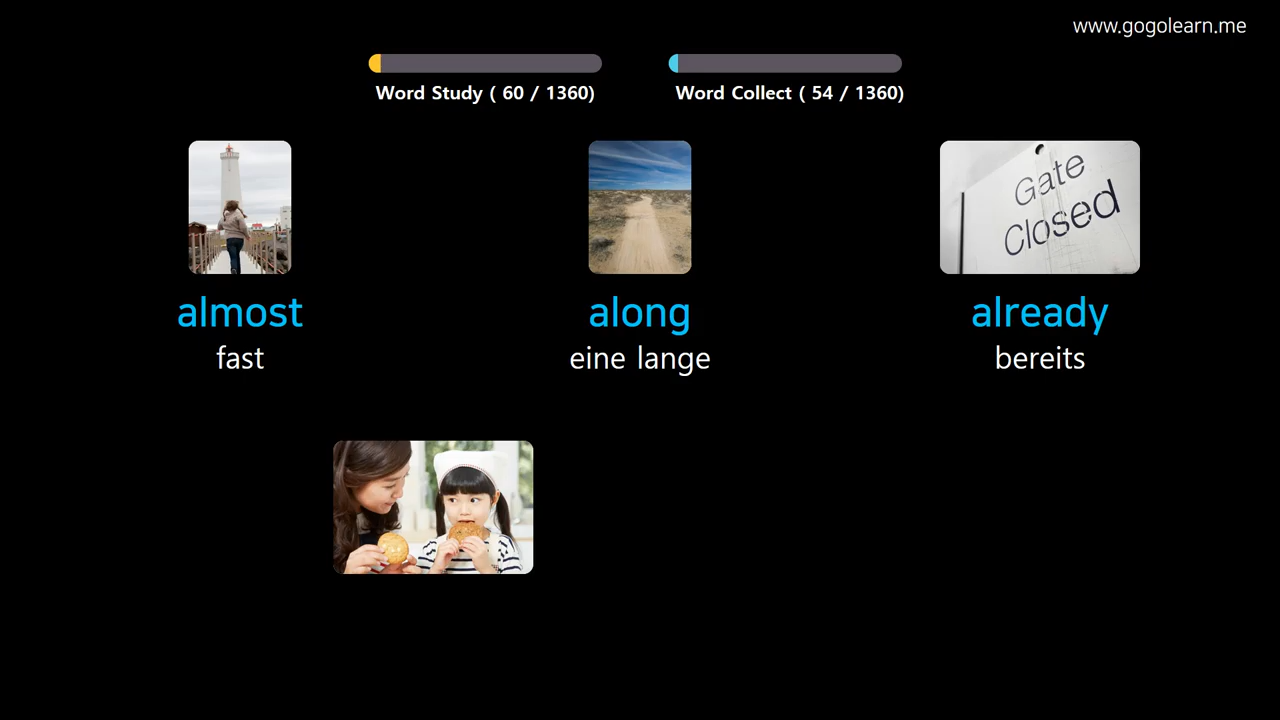 www.gogolearn.me
Word Study ( 60 / 1360)
Word Collect ( 54 / 1360)
Gate
Closed
almost
along
already
fast
eine lange
bereits